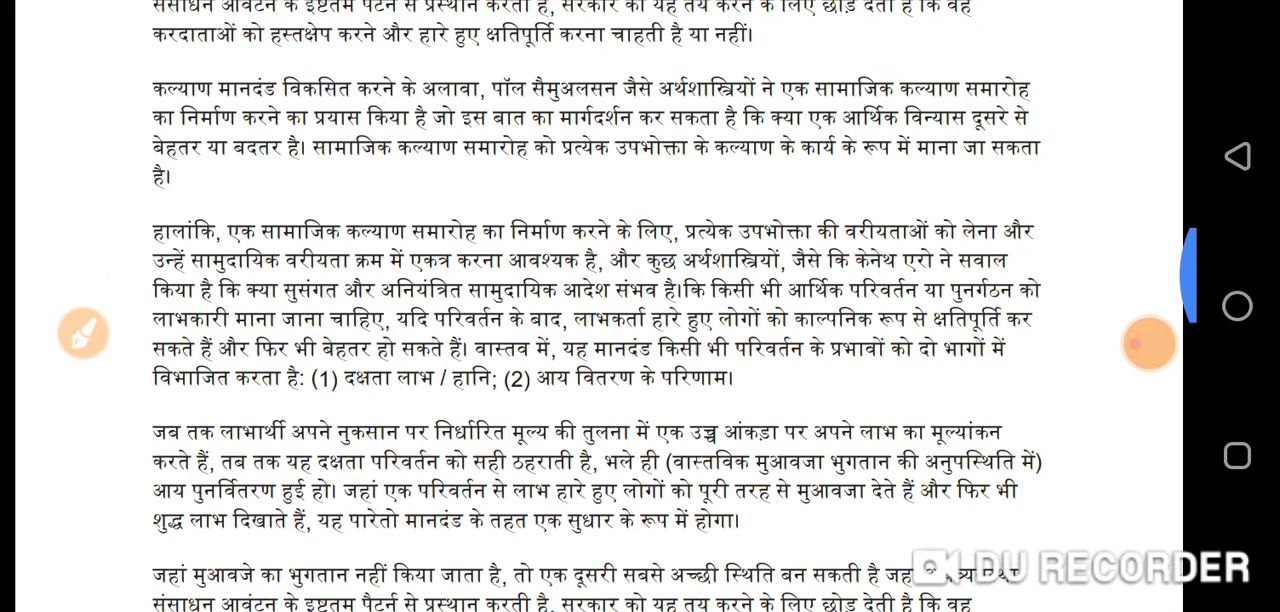 संसाधन आवंटन के इष्टतम पैटर्न से प्रस्थान करता है, सरकार को यह तय करने के लिए छोड़ देती है कि वह
करदाताओं को हस्तक्षेप करने और हारे हुए क्षतिपूर्ति करना चाहती है या नहीं।
कल्याण मानदंड विकसित करने के अलावा, पॉल सैमुअलसन जैसे अर्थशास्त्रियों ने एक सामाजिक कल्याण समारोह
का निर्माण करने का प्रयास किया है जो इस बात का मार्गदर्शन कर सकता है कि क्या एक आर्थिक विन्यास दूसरे से
बेहतर या बदतर है। सामाजिक कल्याण समारोह को प्रत्येक उपभोक्ता के कल्याण के कार्य के रूप में माना जा सकता
है।
हालांकि, एक सामाजिक कल्याण समारोह का निर्माण करने के लिए, प्रत्येक उपभोक्ता की वरीयताओं को लेना और
उन्हें सामुदायिक वरीयता क्रम में एकत्र करना आवश्यक है, और कुछ अर्थशास्त्रियों, जैसे कि केनेथ एरो ने सवाल
किया है कि क्या सुसंगत और अनियंत्रित सामुदायिक आदेश संभव है।कि किसी भी आर्थिक परिवर्तन या पुनर्गठन को
लाभकारी माना जाना चाहिए, यदि परिवर्तन के बाद, लाभकर्ता हारे हुए लोगों को काल्पनिक रूप से क्षतिपूर्ति कर
सकते हैं और फिर भी बेहतर हो सकते हैं। वास्तव में, यह मानदंड किसी भी परिवर्तन के प्रभावों को दो भागों में
विभाजित करता है: (1) दक्षता लाभ / हानि; (2) आय वितरण के परिणाम।
जब तक लाभार्थी अपने नुकसान पर निर्धारित मूल्य की तुलना में एक उच्च आंकड़ा पर अपने लाभ का मूल्यांकन
करते हैं, तब तक यह दक्षता परिवर्तन को सही ठहराती है, भले ही (वास्तविक मुआवजा भुगतान की अनुपस्थिति में)
आय पुनर्वितरण हुई हो। जहां एक परिवर्तन से लाभ हारे हुए लोगों को पूरी तरह से मुआवजा देते हैं और फिर भी
शुद्ध लाभ दिखाते हैं, यह पारेतो मानदंड के तहत एक सुधार के रूप में होगा।
जहां मुआवजे का भुगतान नहीं किया जाता है, तो एक दूसरी सबसे अच्छी स्थिति बन सकती है
संसाधन आवंटन के इष्टतम पैटर्न से प्रस्थान करती है, सरकार को यह तय करने के लिए छोड़ देती है कि वह
DU RECORDER